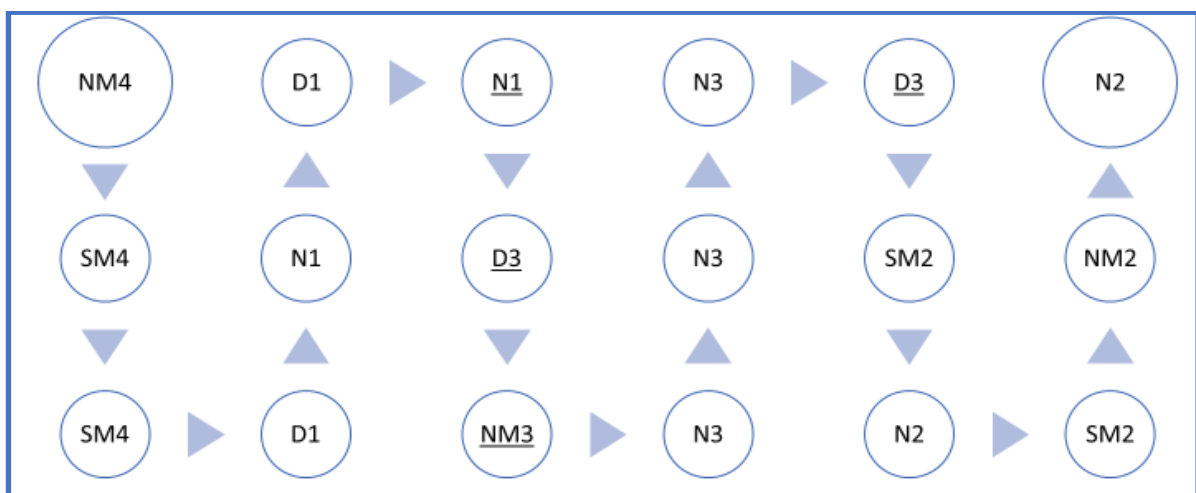 NM4 D1 N1 N3 D3 N2
SM4 N1 D3 N3 SM2 NM2
SM4 D1 NM3 N3 N2 SM2